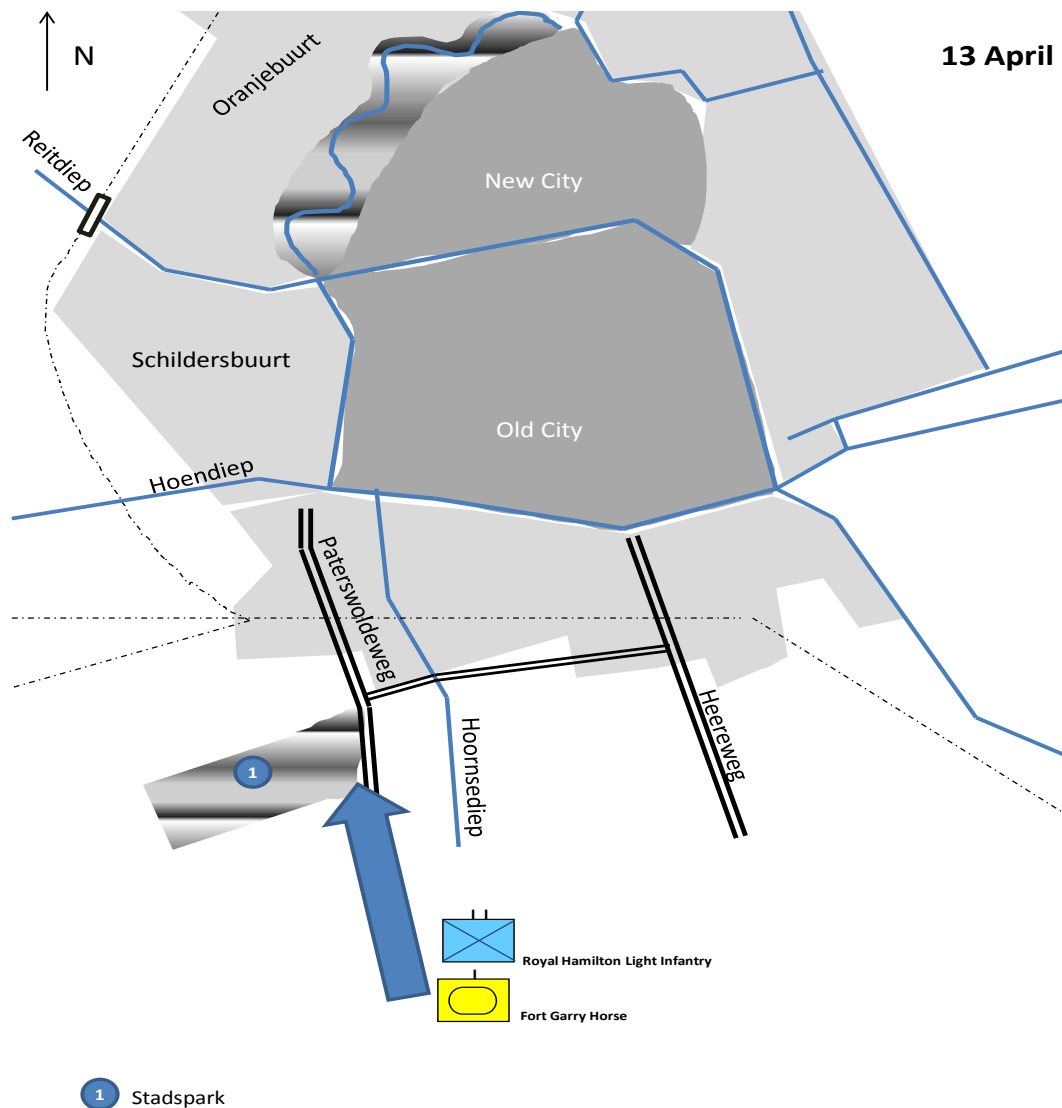 N
13 April
Oranjebuurt
Reitdiep
New City
Schildersbuurt
Old City
Hoendiep
Paterswoldeweg
Hoornsediep
Heereweg
1
Royal Hamilton Light Infantry
Fort Garry Horse
1 Stadspark